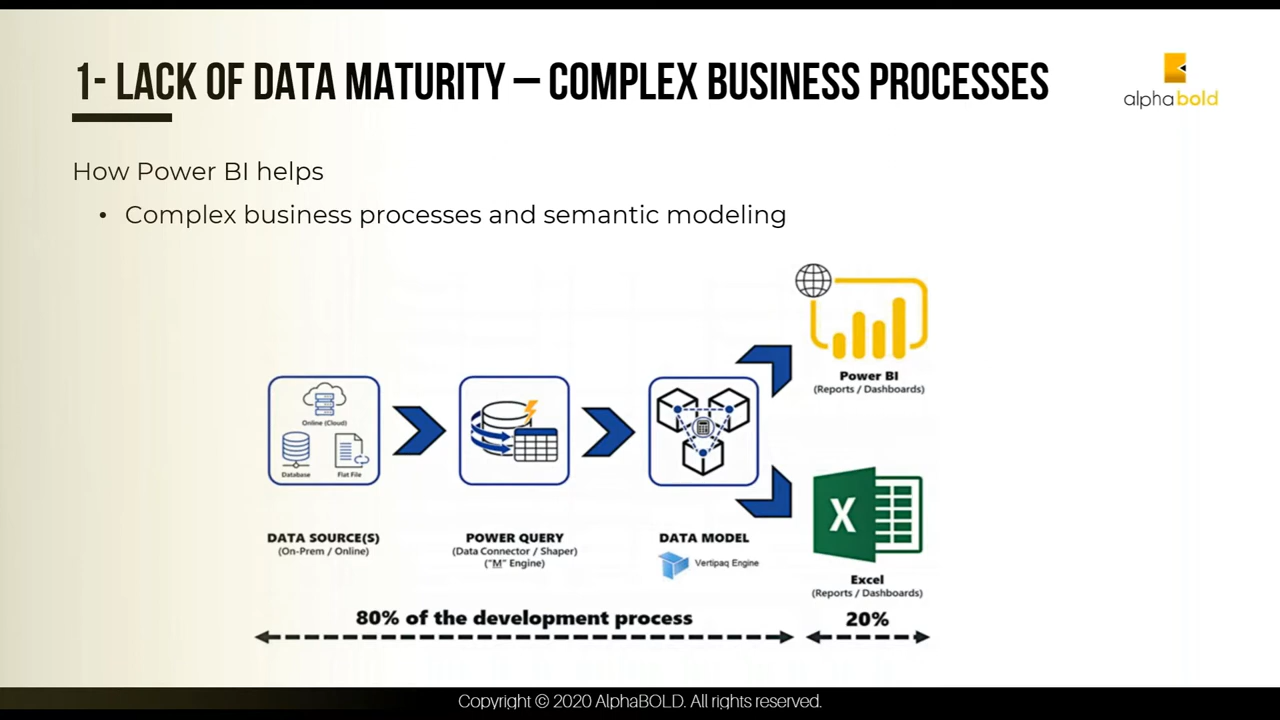 1- LACK OF DATA MATURITY – COMPLEX BUSINESS PROCESSES
alphabold
How Power BI helps
• Complex business processes and semantic modeling
Online (Cloud)
Database
Flat File
DATA SOURCE(S)
(On-Prem / Online)
POWER QUERY
(Data Connector / Shaper)
("M" Engine)
DATA MODEL
Vertipaq Engine
Power BI
(Reports / Dashboards)
X
Excel
(Reports / Dashboards)
80% of the development process
20%
Copyright © 2020 AlphaBOLD. All rights reserved.